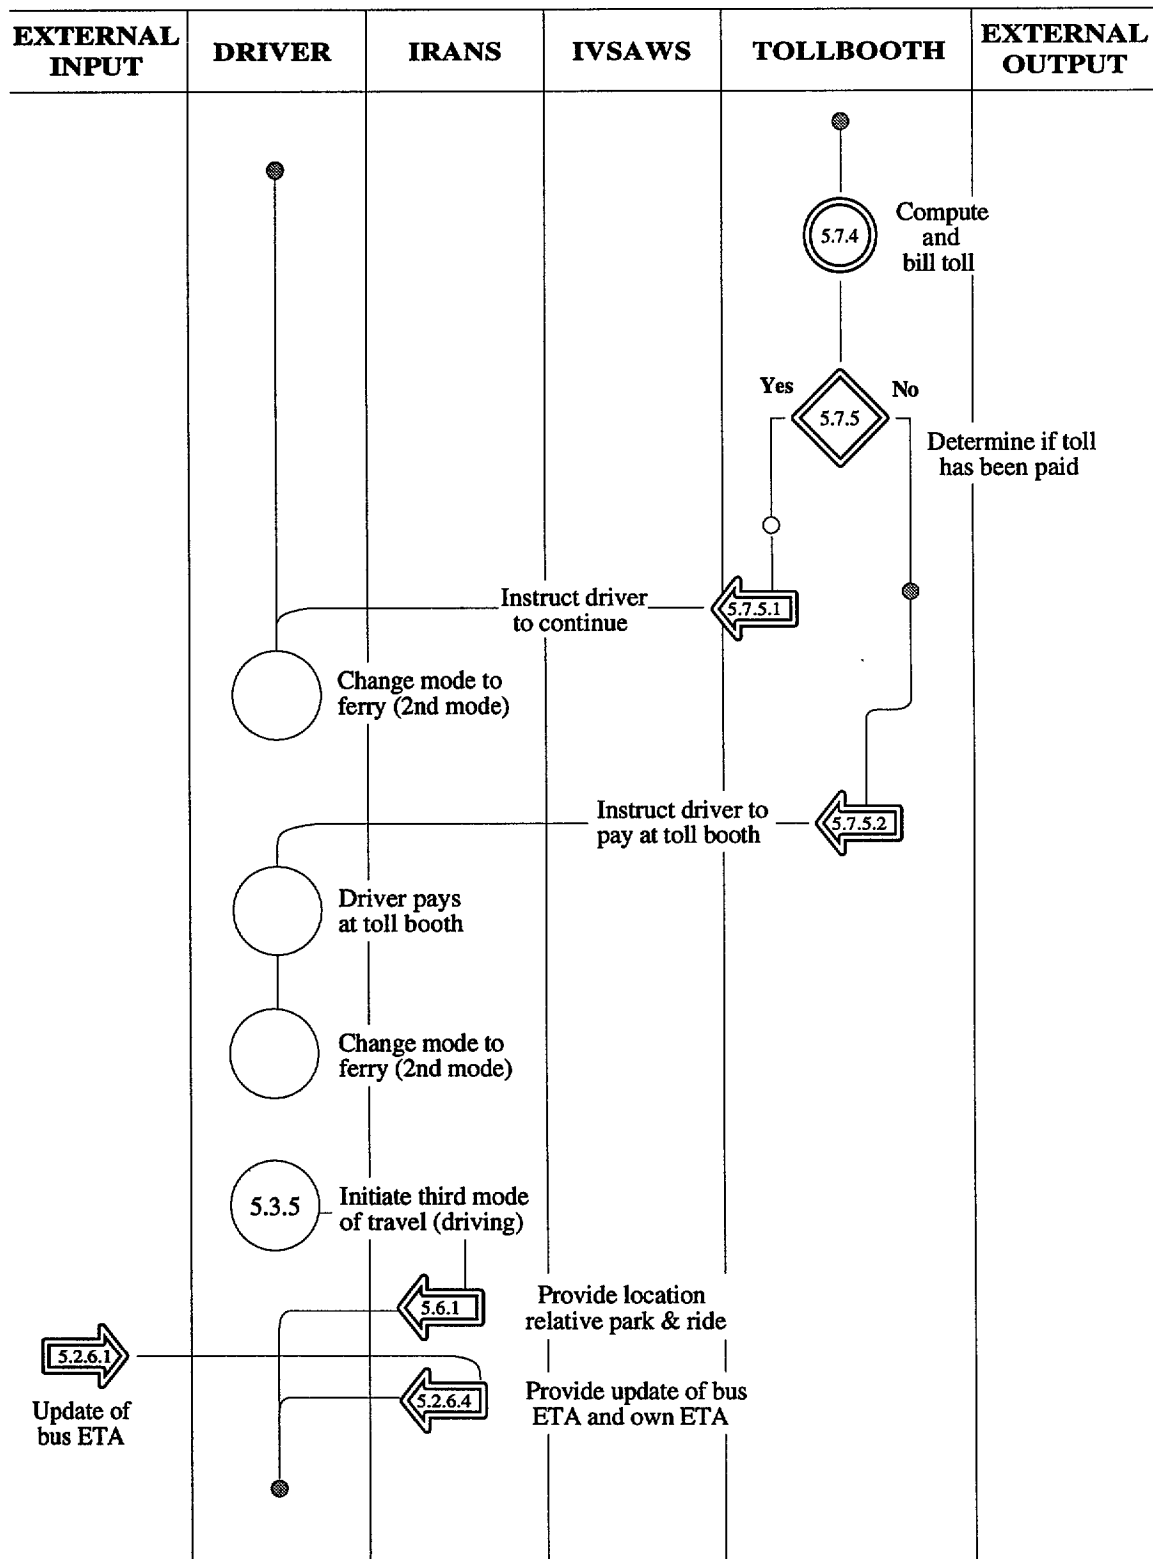 EXTERNAL
INPUT
DRIVER
IRANS
IVSAWS
TOLLBOOTH
EXTERNAL
OUTPUT
5.7.4
Compute
and
bill toll
Yes
No
5.7.5
Determine if toll
has been paid
Instruct driver
to continue
5.7.5.1
Change mode to
ferry (2nd mode)
Instruct driver to
pay at toll booth
5.7.5.2
Driver pays
at toll booth
Change mode to
ferry (2nd mode)
5.3.5
Initiate third mode
of travel (driving)
5.6.1
Provide location
relative park & ride
5.2.6.1
Update of
bus ETA
5.2.6.4
Provide update of bus
ETA and own ETA